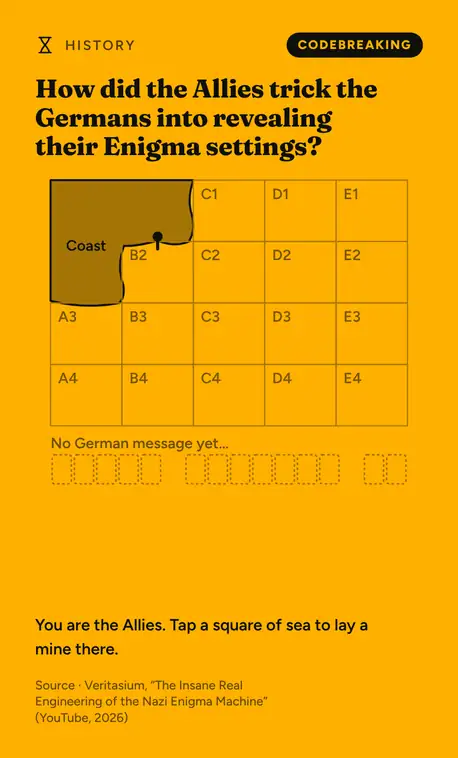 HISTORY
CODEBREAKING
How did the Allies trick the
Germans into revealing
their Enigma settings?
C1 D1 E1
Coast
B2 C2 D2 E2
A3 B3 C3 D3 E3
A4 B4 C4 D4 E4
No German message yet...
You are the Allies. Tap a square of sea to lay a
mine there.
Source · Veritasium, “The Insane Real
Engineering of the Nazi Enigma Machine”
(YouTube, 2026)